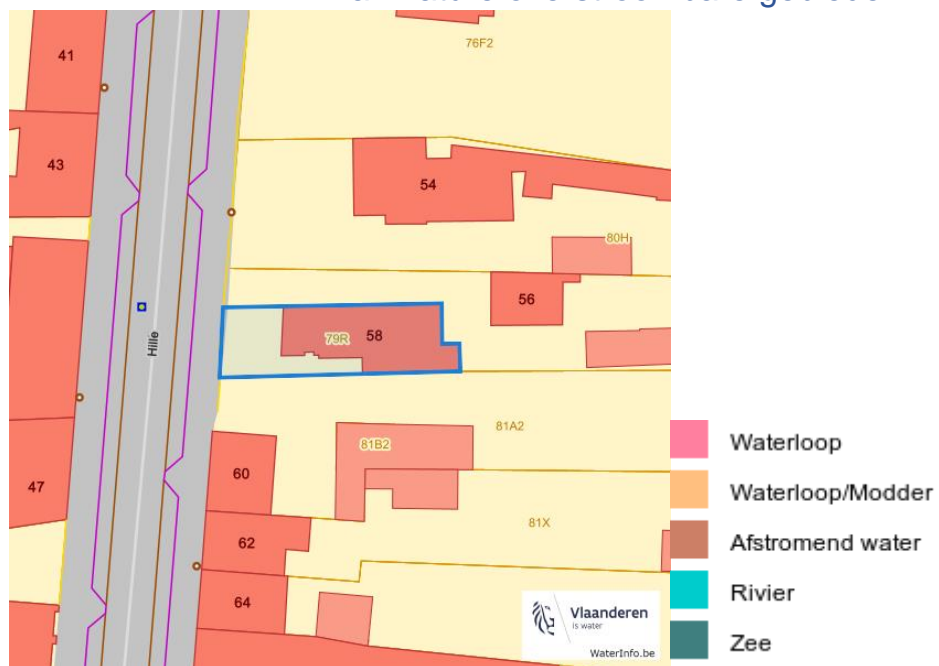 76F2
41
43
54
80H
56
Hille
79R
58
81A2
81B2
60
47
81X
62
64
Vlaanderen
is water
WaterInfo.be
Waterloop
Waterloop/Modder
Afstromend water
Rivier
Zee